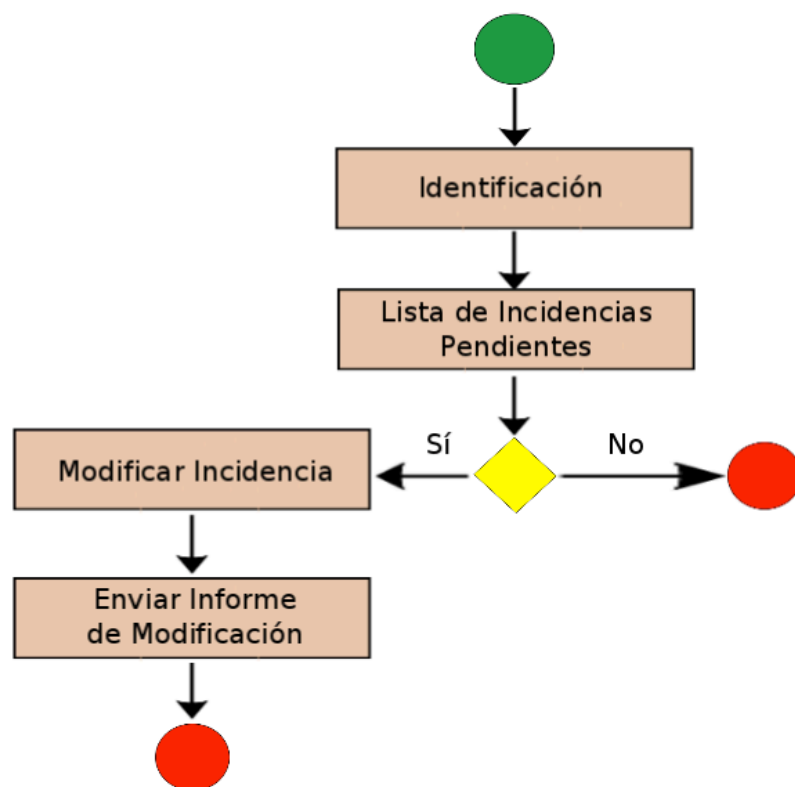 Identificación
Lista de Incidencias
Pendientes
Sí
No
Modificar Incidencia
Enviar Informe
de Modificación